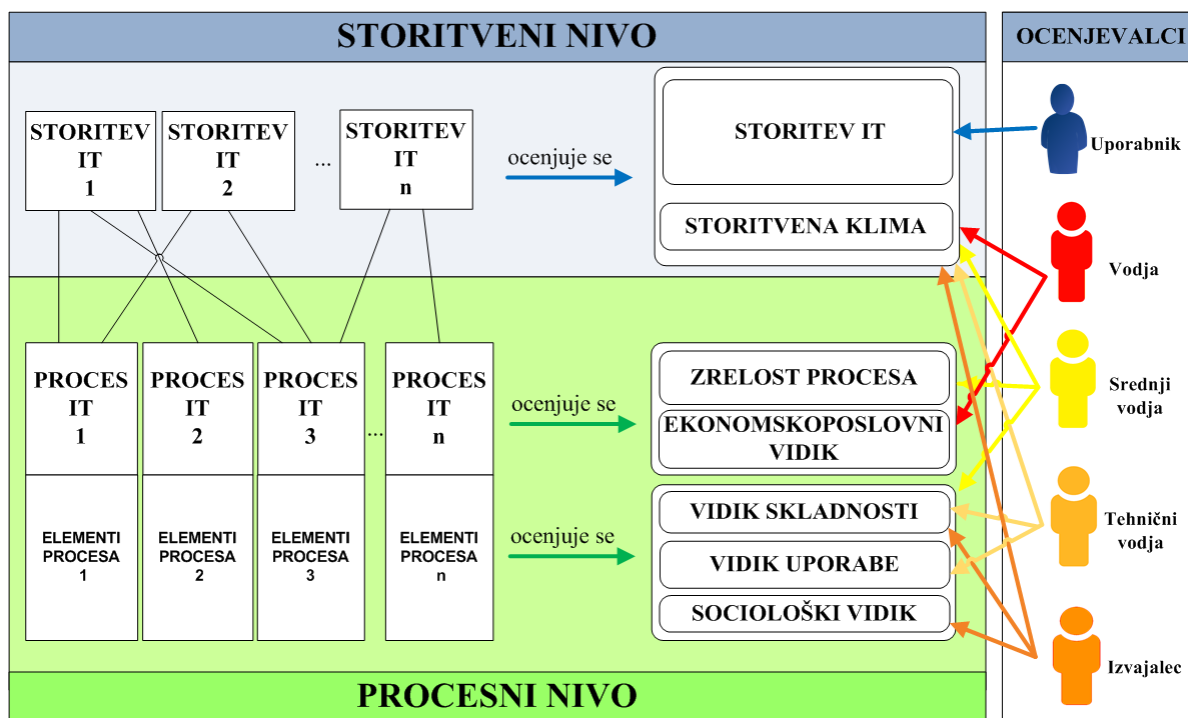 STORITVENI NIVO
OCENJEVALCI
STORITEV
IT
1
STORITEV
IT
2
...
STORITEV
IT
n
ocenjuje se
STORITEV IT
STORITVENA KLIMA
Uporabnik
Vodja
PROCES
IT
1
PROCES
IT
2
PROCES
IT
3
...
PROCES
IT
n
ocenjuje se
ZRELOST PROCESA
EKONOMSKOPOSLOVNI
VIDIK
Srednji
vodja
ELEMENTI
PROCESA
1
ELEMENTI
PROCESA
2
ELEMENTI
PROCESA
3
ELEMENTI
PROCESA
n
ocenjuje se
VIDIK SKLADNOSTI
VIDIK UPORABE
SOCIOLOŠKI VIDIK
Tehnični
vodja
Izvajalec
PROCESNI NIVO